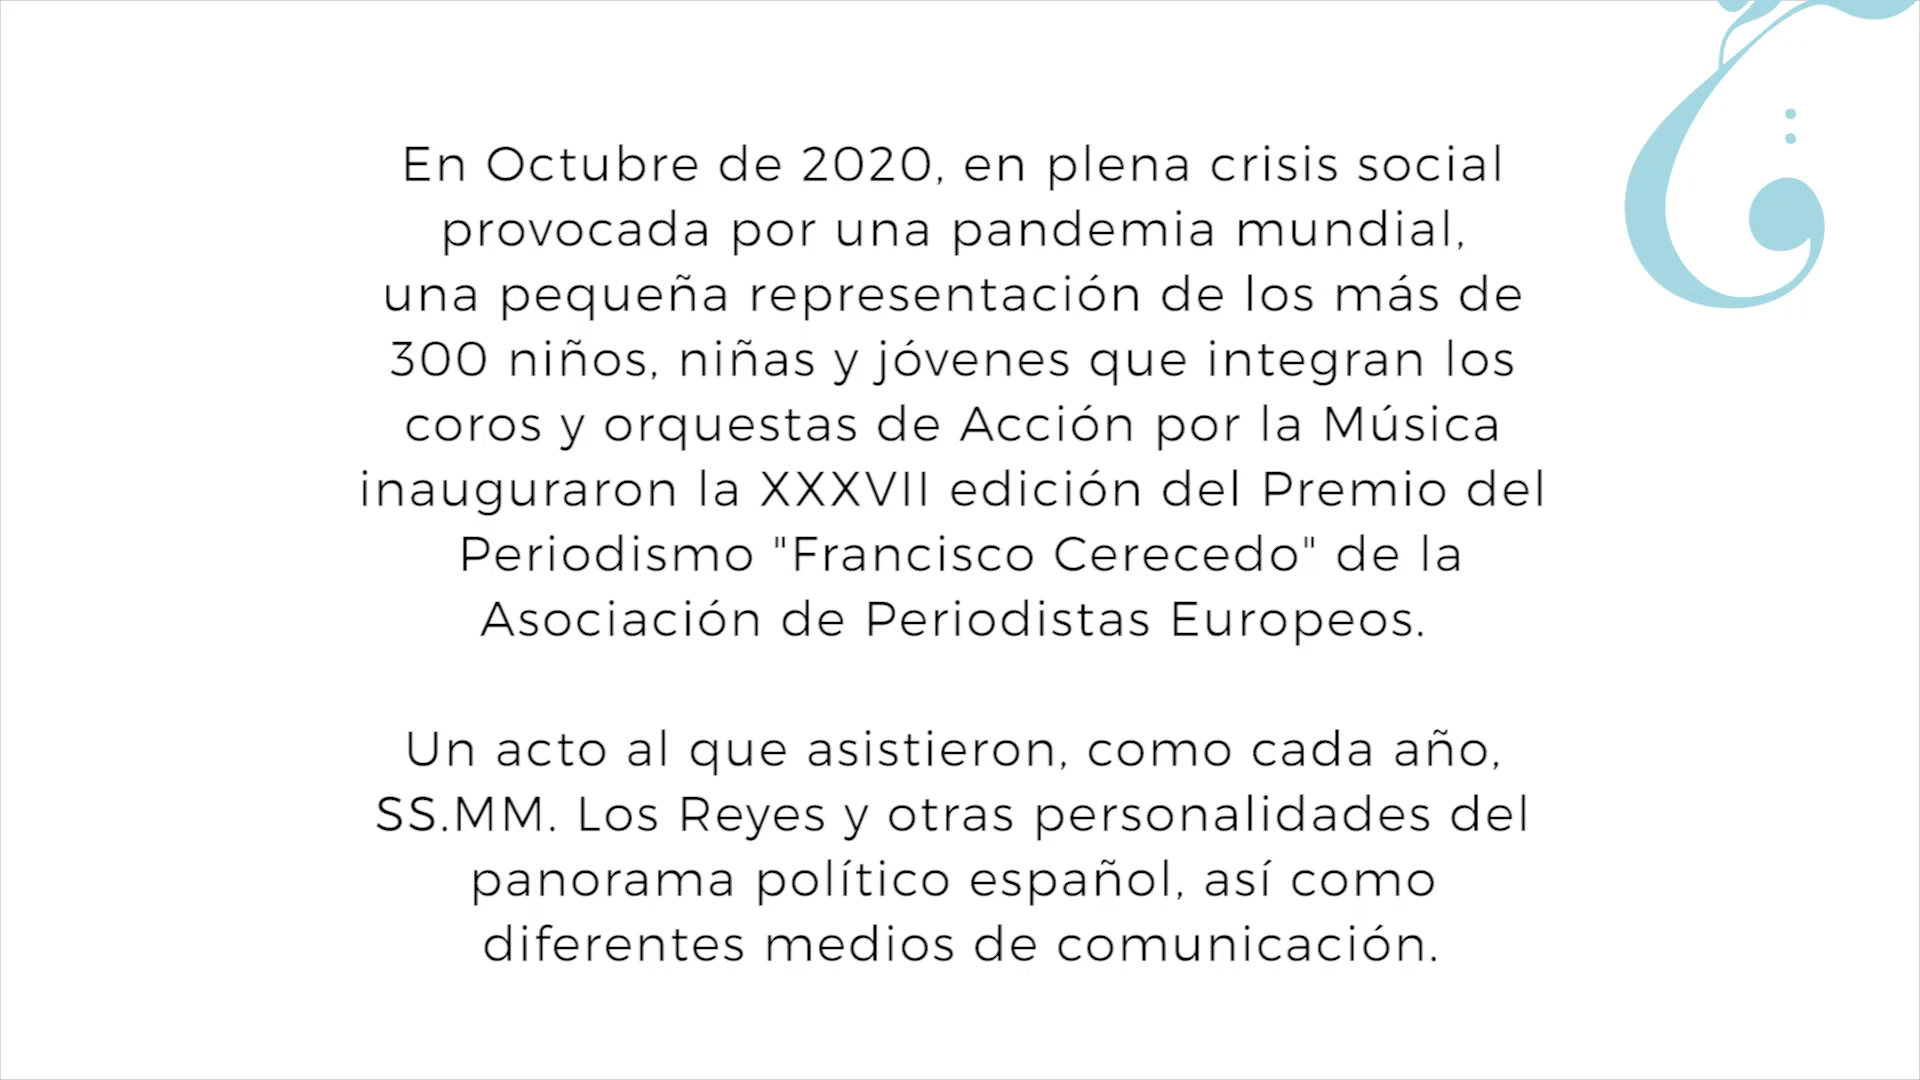 En Octubre de 2020, en plena crisis social
provocada por una pandemia mundial,
una pequeña representación de los más de
300 niños, niñas y jóvenes que integran los
coros y orquestas de Acción por la Música
inauguraron la XXXVII edición del Premio del
Periodismo "Francisco Cerecedo" de la
Asociación de Periodistas Europeos.
Un acto al que asistieron, como cada año,
SS.MM. Los Reyes y otras personalidades del
panorama político español, así como
diferentes medios de comunicación.